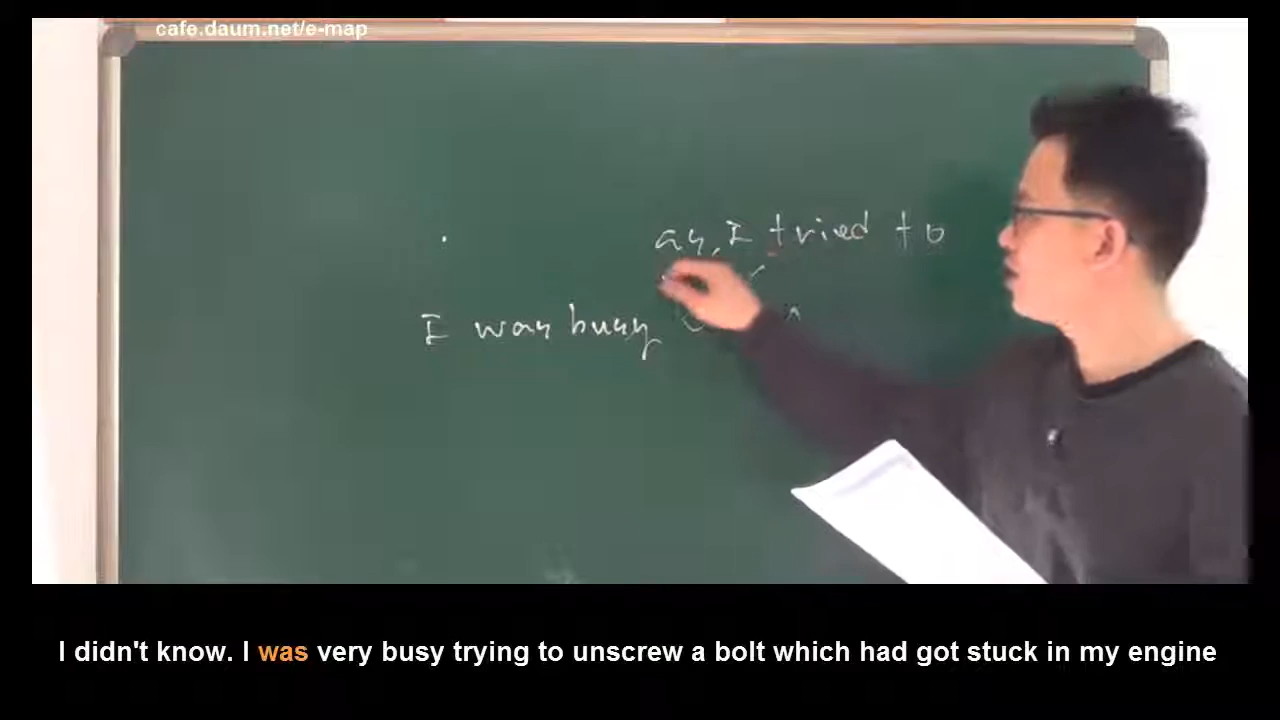 cafe.daum.net/e-map
as, I tried to
I was busy
I didn't know. I was very busy trying to unscrew a bolt which had got stuck in my engine